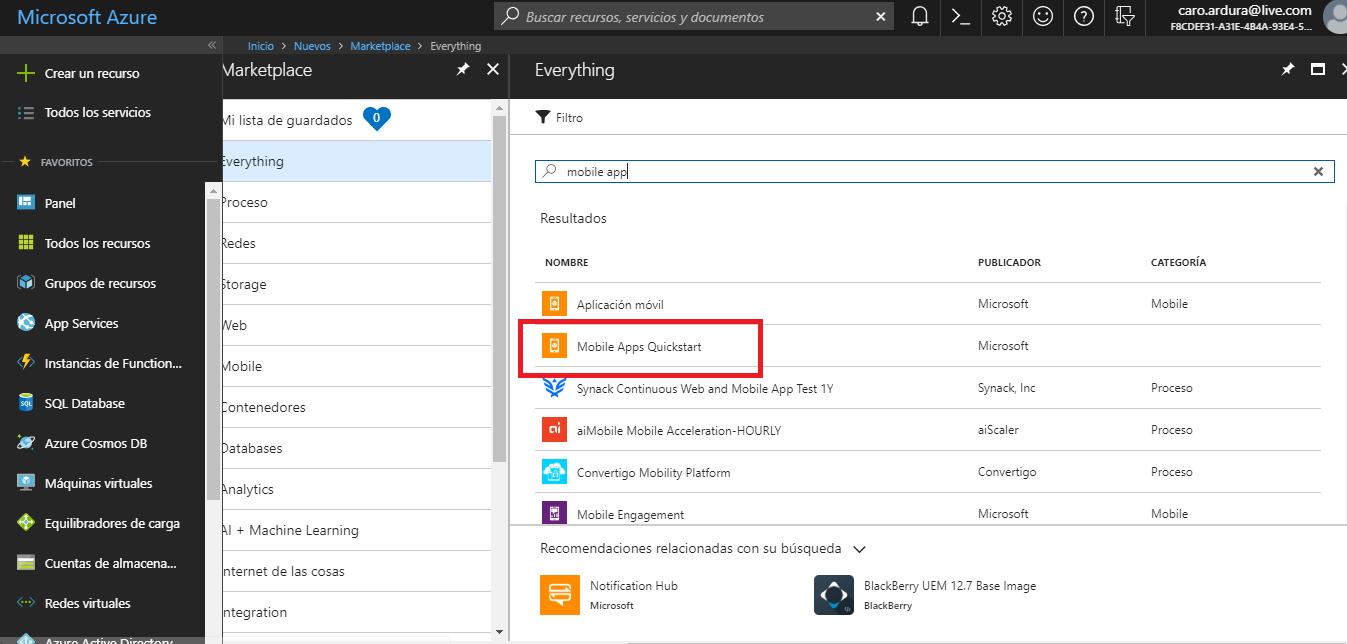 Microsoft Azure
Buscar recursos, servicios y documentos
caro.ardura@live.com
F8CDEF31-A31E-4B4A-93E4-5...
Inicio > Nuevos > Marketplace > Everything
Crear un recurso
Todos los servicios
FAVORITOS
Panel
Todos los recursos
Grupos de recursos
App Services
Instancias de Function...
SQL Database
Azure Cosmos DB
Máquinas virtuales
Equilibradores de carga
Cuentas de almacena...
Redes virtuales
Azure Active Directory
Marketplace
Mi lista de guardados 0
Everything
Proceso
Redes
Storage
Web
Mobile
Contenedores
Databases
Analytics
AI + Machine Learning
Internet de las cosas
Integration
Everything
Filtro
mobile app
Resultados
NOMBRE PUBLICADOR CATEGORÍA
Aplicación móvil Microsoft Mobile
Mobile Apps Quickstart Microsoft
Synack Continuous Web and Mobile App Test 1Y Synack, Inc Proceso
aiMobile Mobile Acceleration-HOURLY aiScaler Proceso
Convertigo Mobility Platform Convertigo Proceso
Mobile Engagement Microsoft Mobile
Recomendaciones relacionadas con su búsqueda
Notification Hub
Microsoft
BlackBerry UEM 12.7 Base Image
BlackBerry